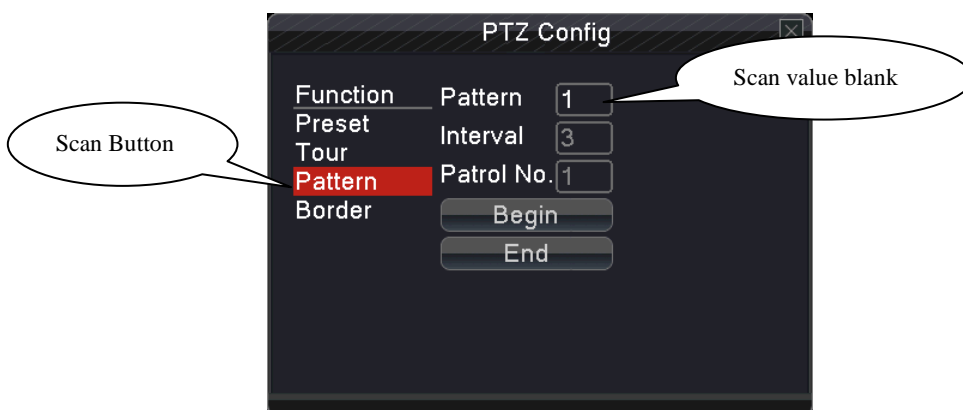 PTZ Config
Scan value blank
Function
Pattern 1
Preset
Interval 3
Scan Button
Tour
Pattern
Patrol No. 1
Border
Begin
End